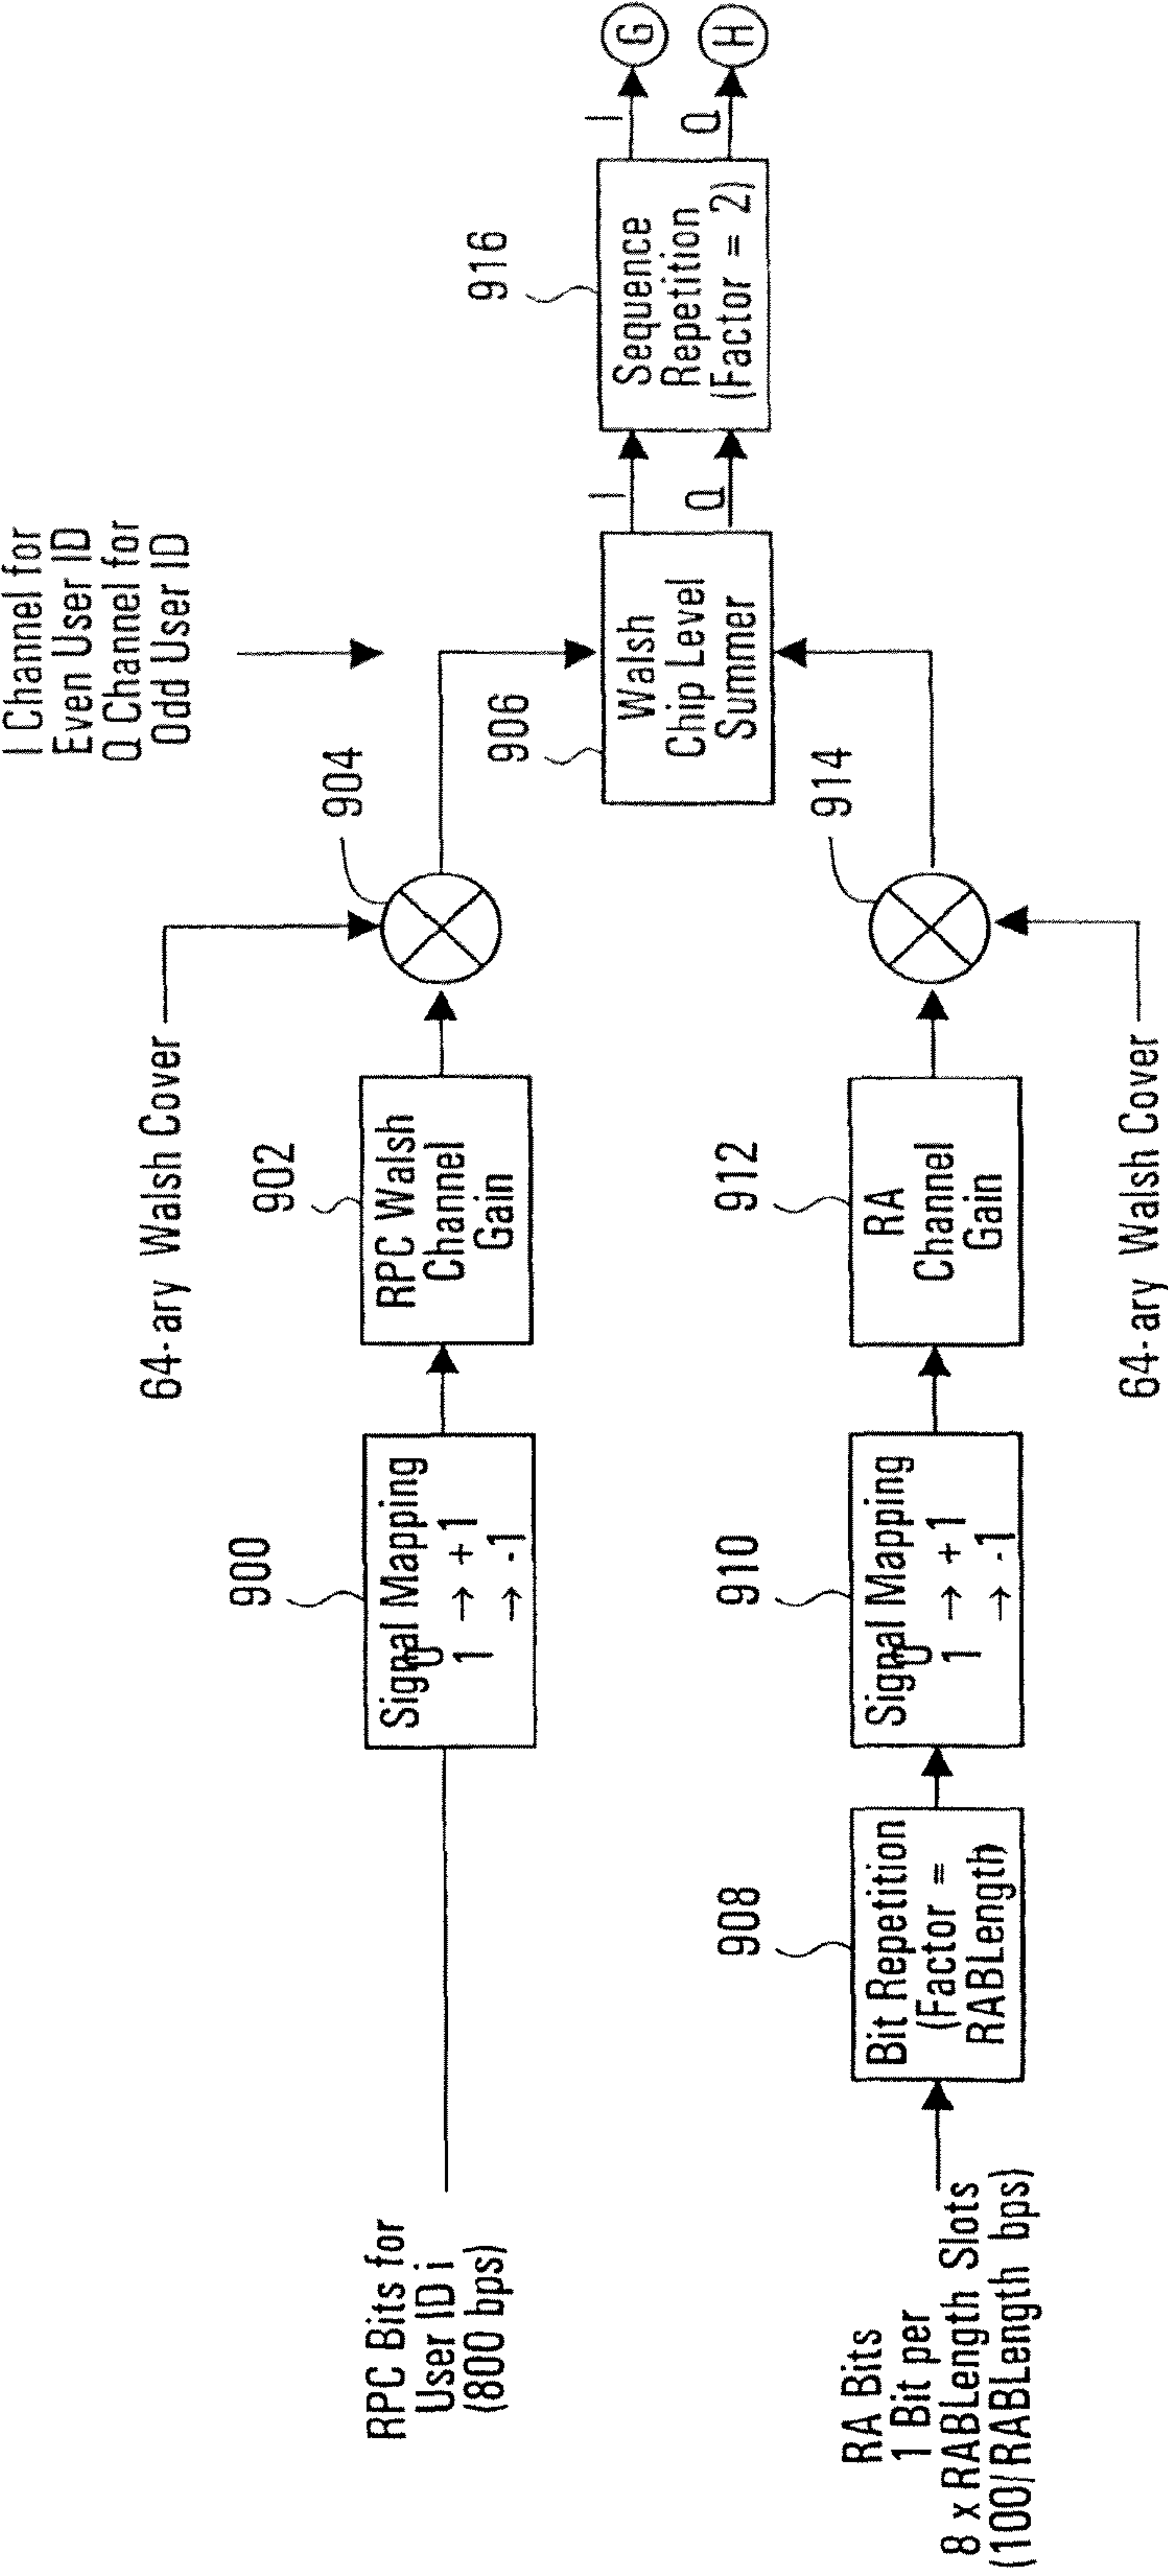 I Channel for
Even User ID
Q Channel for
Odd User ID
64-ary Walsh Cover
904
RPC Bits for
User ID i
(800 bps)
900
Signal Mapping
0 → +1
1 → -1
902
RPC Walsh
Channel
Gain
906
Walsh
Chip Level
Summer
I
Q
916
Sequence
Repetition
(Factor = 2)
I
Q
G
H
RA Bits
1 Bit per
8 x RABLength Slots
(100/RABLength bps)
908
Bit Repetition
(Factor =
RABLength)
910
Signal Mapping
0 → +1
1 → -1
912
RA
Channel
Gain
914
64-ary Walsh Cover